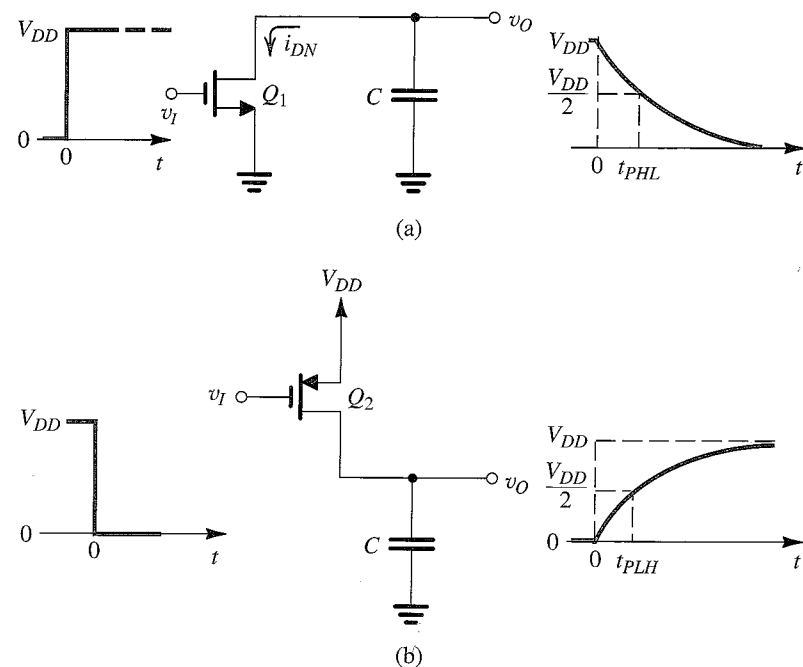 V_DD
0
0
t
v_I
i_DN
Q_1
C
v_O
V_DD
V_DD/2
0
t_PHL
t
(a)
V_DD
V_DD
0
0
t
v_I
Q_2
C
v_O
V_DD
V_DD/2
0
0
t_PLH
t
(b)